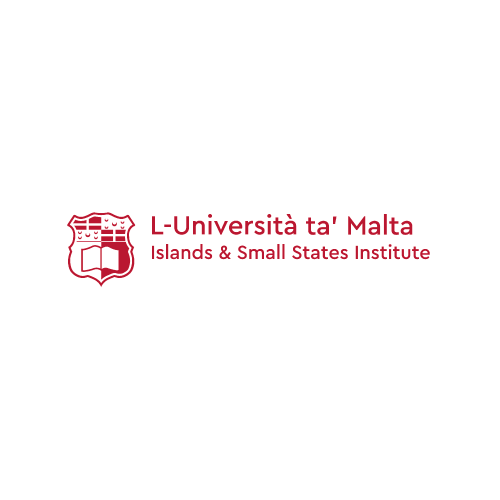 L-Università ta' Malta
Islands & Small States Institute